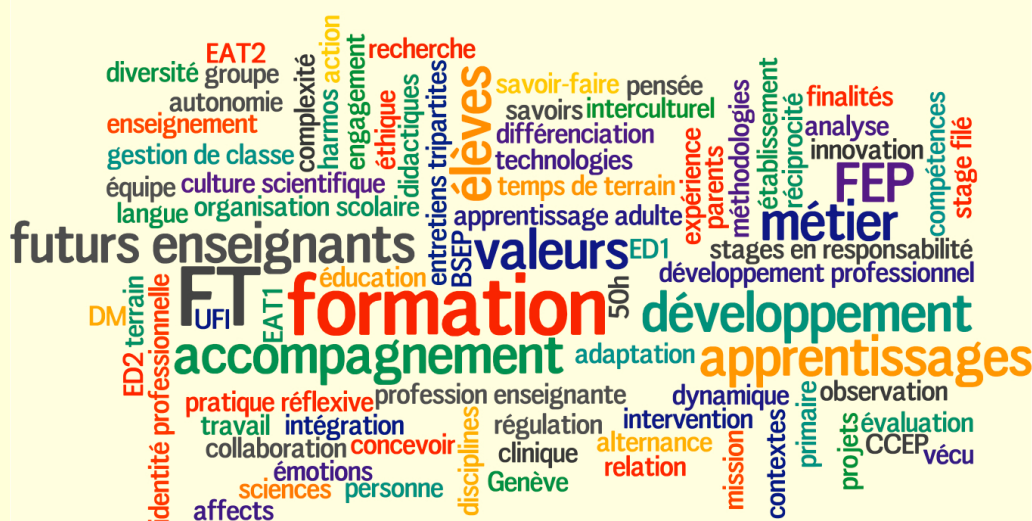 EAT2
recherche
diversité
groupe
complexité
harmos
action
engagement
autonomie
enseignement
éthique
didactiques
entretiens tripartites
élèves
savoir-faire
pensée
savoirs
interculturel
différenciation
technologies
temps de terrain
gestion de classe
équipe
culture scientifique
langue
organisation scolaire
apprentissage adulte
expérience
parents
méthodologies
établissement
réciprocité
finalités
analyse
innovation
compétences
stage filé
FEP
métier
futurs enseignants
BSEP
valeurs
ED1
stages en responsabilité
développement professionnel
éducation
FT
UFI
EAT1
formation
50h
développement
DM
terrain
ED2
identité professionnelle
accompagnement
adaptation
apprentissages
pratique réflexive
profession enseignante
dynamique
observation
travail
intégration
disciplines
régulation
intervention
primaire
projets
évaluation
collaboration
concevoir
clinique
alternance
mission
contextes
CCEP
vécu
émotions
relation
sciences
personne
Genève
affects